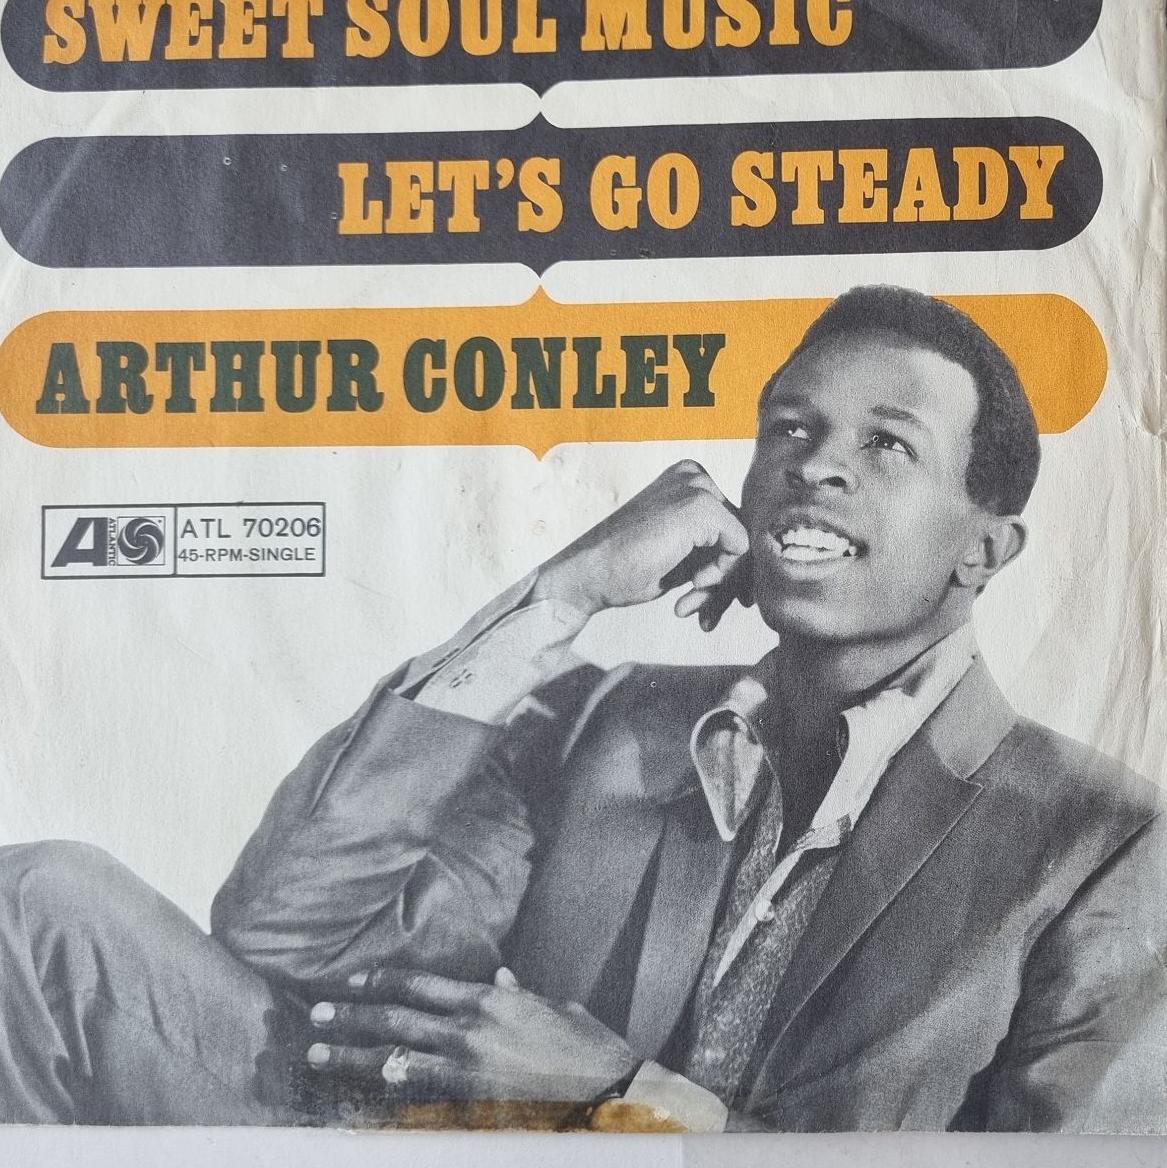 SWEET SOUL MUSIC
LET'S GO STEADY
ARTHUR CONLEY
A ATLANTIC
ATL 70206
45-RPM-SINGLE